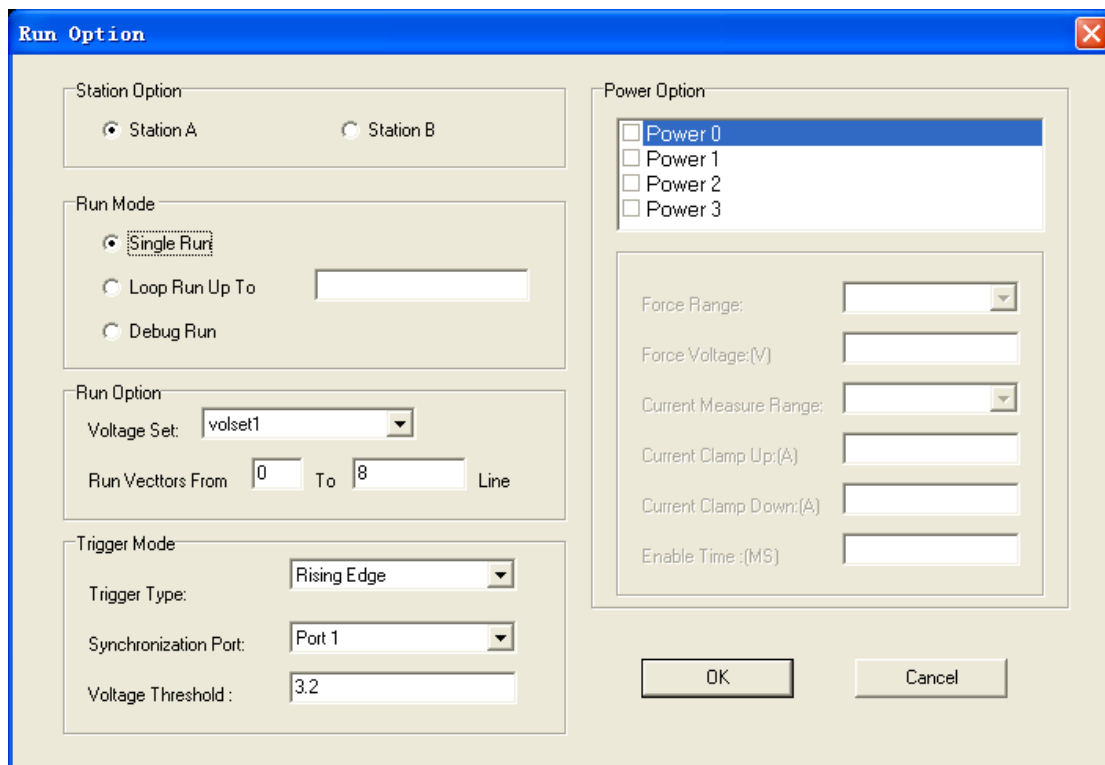 Run Option
Station Option
Station A
Station B
Run Mode
Single Run
Loop Run Up To
Debug Run
Run Option
Voltage Set: volset1
Run Vecttors From 0 To 8 Line
Trigger Mode
Trigger Type: Rising Edge
Synchronization Port: Port 1
Voltage Threshold : 3.2
Power Option
Power 0
Power 1
Power 2
Power 3
Force Range:
Force Voltage:(V)
Current Measure Range:
Current Clamp Up:(A)
Current Clamp Down:(A)
Enable Time :(MS)
OK
Cancel